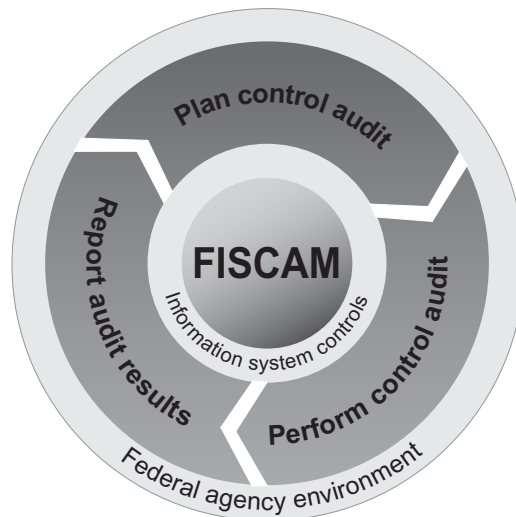 Plan control audit
Perform control audit
Report audit results
FISCAM
Information system controls
Federal agency environment